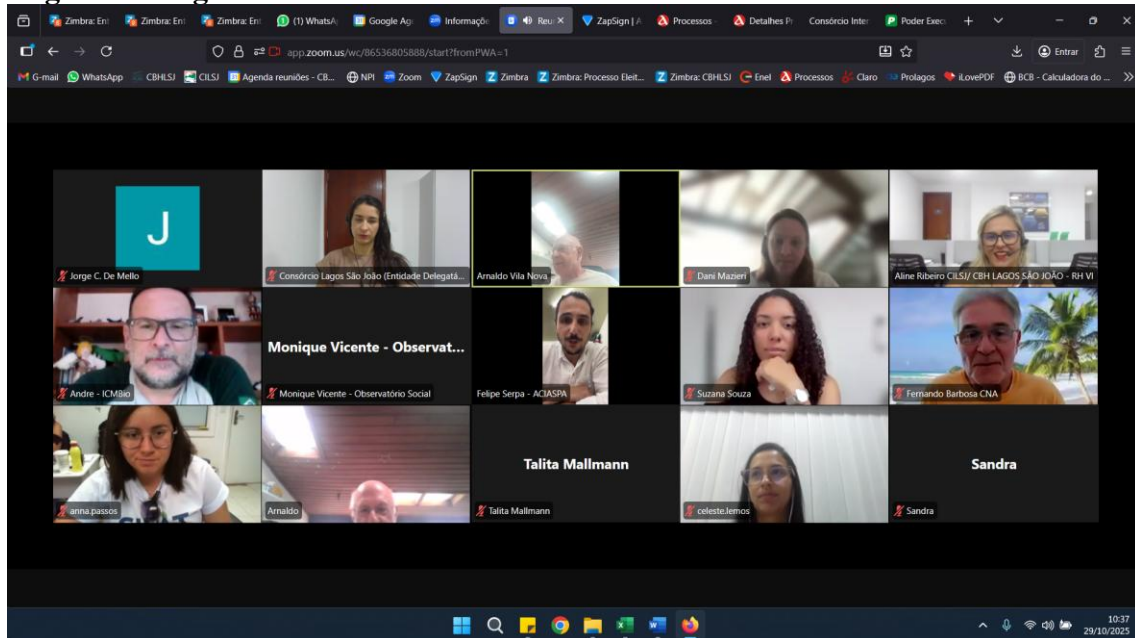 Zimbra: Ent
Zimbra: Ent
Zimbra: Ent
(1) WhatsA
Google Ag
Informaçõe
Reu
ZapSign | A
Processos -
Detalhes Pr
Consórcio Inter
Poder Exec
app.zoom.us/wc/86536805888/start?fromPWA=1
Entrar
G-mail
WhatsApp
CBHLSJ
CILSJ
Agenda reuniões - CB...
NPI
Zoom
ZapSign
Zimbra
Zimbra: Processo Eleit...
Zimbra: CBHLSJ
Enel
Processos
Claro
Prolagos
iLovePDF
BCB - Calculadora do ...
J
Jorge C. De Mello
Consórcio Lagos São João (Entidade Delegatá...
Arnaldo Vila Nova
Dani Mazieri
Aline Ribeiro CILSJ/ CBH LAGOS SÃO JOÃO - RH VI
Andre - ICMBio
Monique Vicente - Observat...
Monique Vicente - Observatório Social
Felipe Serpa - ACIASPA
Suzana Souza
Fernando Barbosa CNA
anna.passos
Arnaldo
Talita Mallmann
Talita Mallmann
celeste.lemos
Sandra
Sandra
10:37
29/10/2025